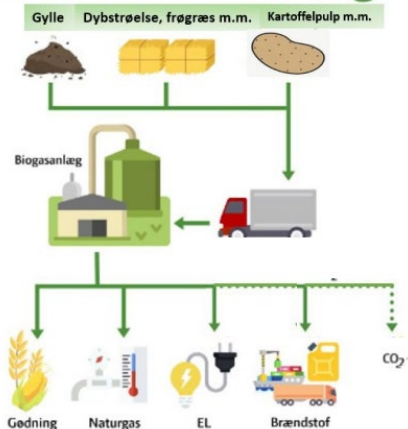 Gylle Dybstrøelse, frøgræs m.m. Kartoffelpulp m.m.
Biogasanlæg
CO2
Gødning Naturgas EL Brændstof